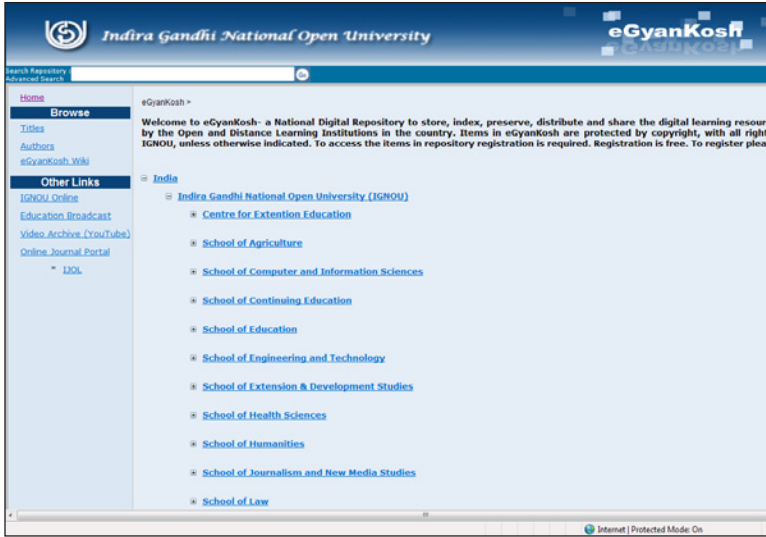 Indira Gandhi National Open University
eGyanKosh
Search Repository
Advanced Search
Go
Home
Browse
Titles
Authors
eGyanKosh Wiki
Other Links
IGNOU Online
Education Broadcast
Video Archive (YouTube)
Online Journal Portal
IJOL
eGyanKosh >
Welcome to eGyanKosh- a National Digital Repository to store, index, preserve, distribute and share the digital learning resour
by the Open and Distance Learning Institutions in the country. Items in eGyanKosh are protected by copyright, with all right
IGNOU, unless otherwise indicated. To access the items in repository registration is required. Registration is free. To register plea
India
Indira Gandhi National Open University (IGNOU)
Centre for Extention Education
School of Agriculture
School of Computer and Information Sciences
School of Continuing Education
School of Education
School of Engineering and Technology
School of Extension & Development Studies
School of Health Sciences
School of Humanities
School of Journalism and New Media Studies
School of Law
Internet | Protected Mode: On